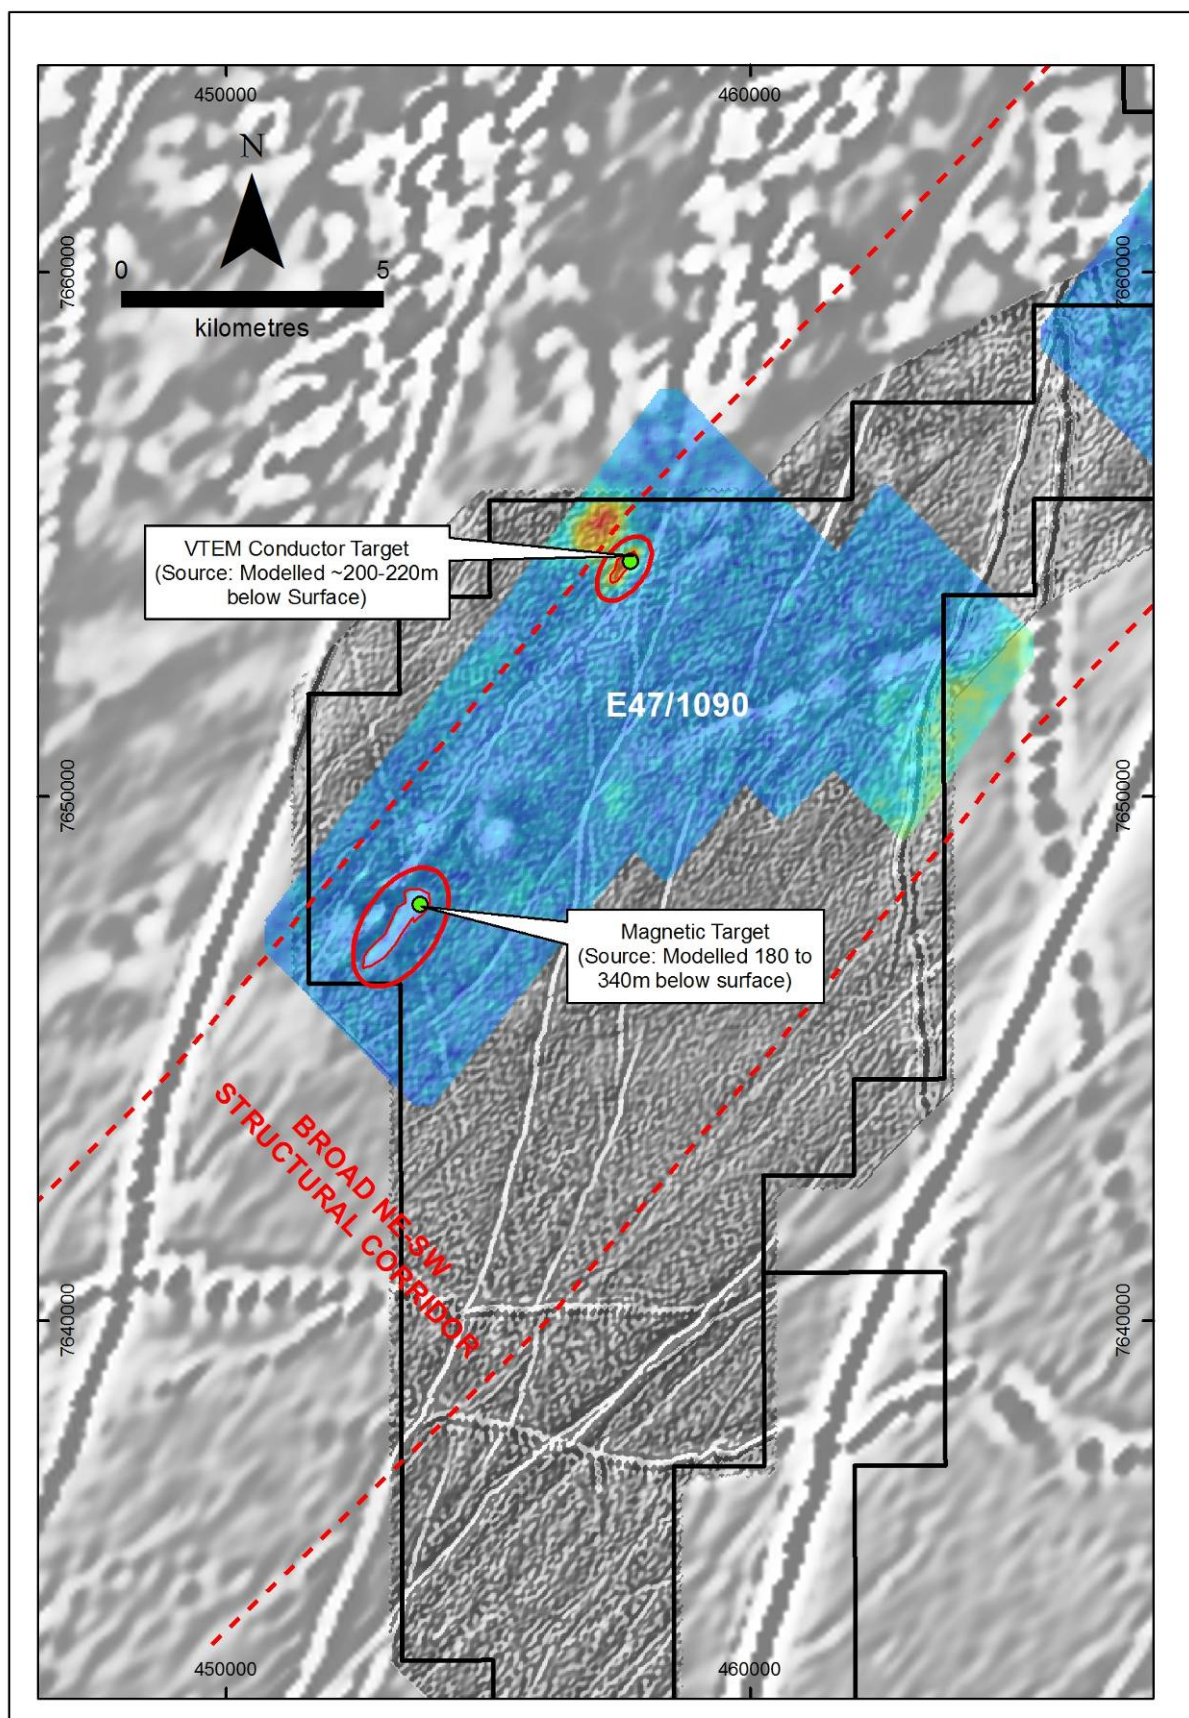 450000
460000
N
0
5
kilometres
7660000
7660000
VTEM Conductor Target
(Source: Modelled ~200-220m
below Surface)
E47/1090
7650000
7650000
Magnetic Target
(Source: Modelled 180 to
340m below surface)
BROAD NE-SW
STRUCTURAL CORRIDOR
7640000
7640000
450000
460000